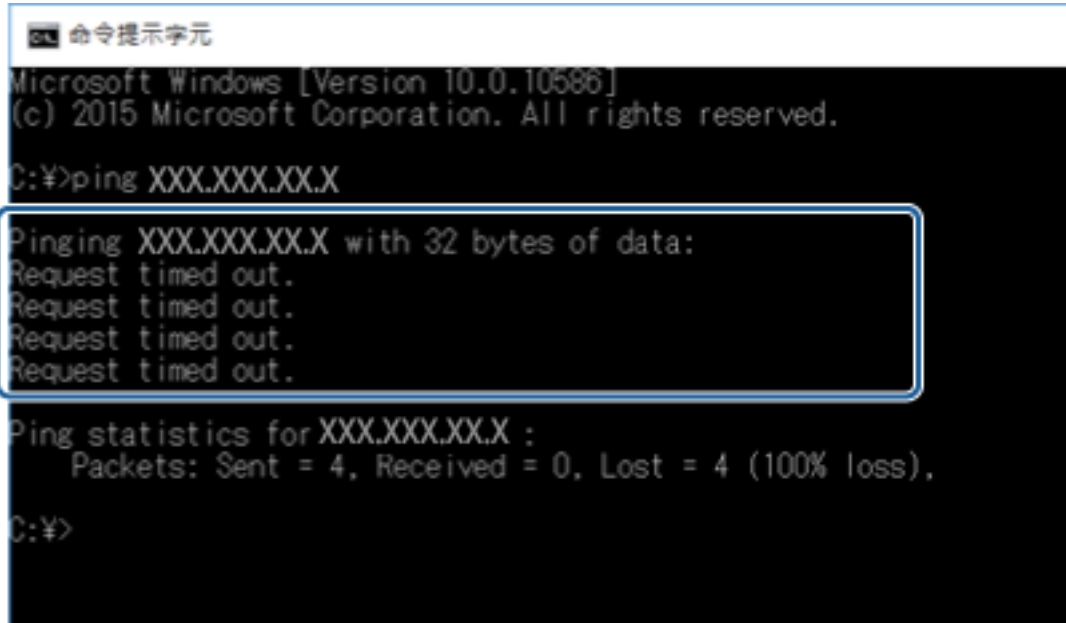 命令提示字元
Microsoft Windows [Version 10.0.10586]
(c) 2015 Microsoft Corporation. All rights reserved.
C:¥>ping XXX.XXX.XX.X
Pinging XXX.XXX.XX.X with 32 bytes of data:
Request timed out.
Request timed out.
Request timed out.
Request timed out.
Ping statistics for XXX.XXX.XX.X :
Packets: Sent = 4, Received = 0, Lost = 4 (100% loss),
C:¥>